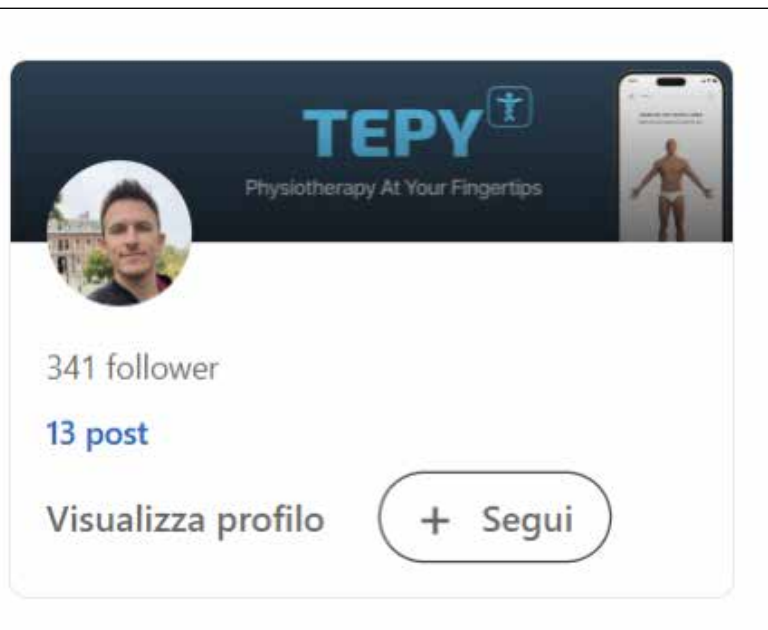 TEPY
Physiotherapy At Your Fingertips
341 follower
13 post
Visualizza profilo
+ Segui